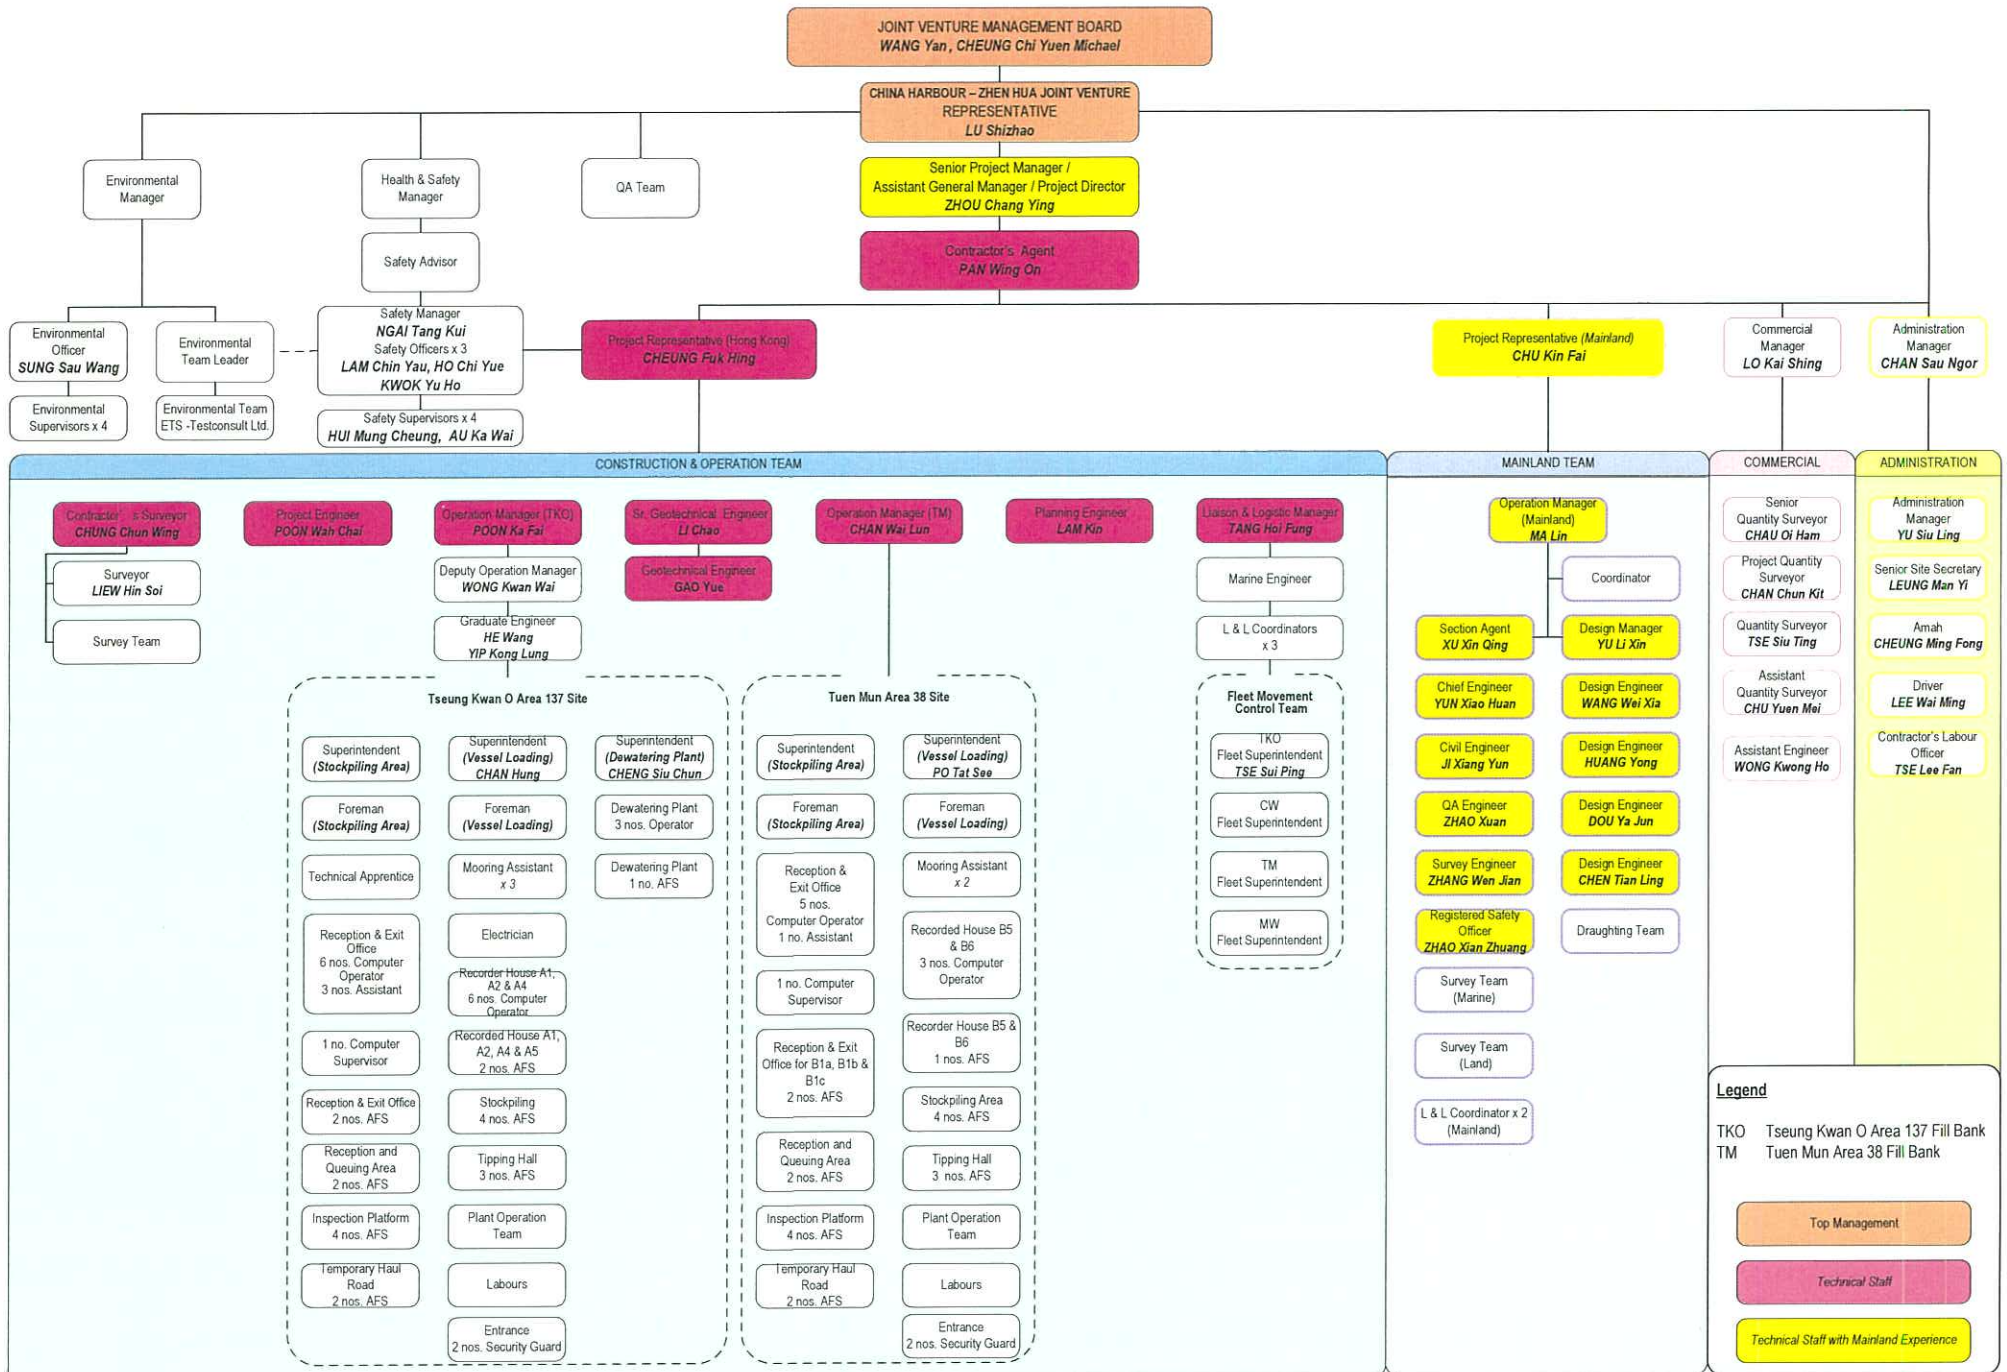 JOINT VENTURE MANAGEMENT BOARD
WANG Yan , CHEUNG Chi Yuen Michael
CHINA HARBOUR – ZHEN HUA JOINT VENTURE
REPRESENTATIVE
LU Shizhao
Environmental
Manager
Health & Safety
Manager
QA Team
Senior Project Manager /
Assistant General Manager / Project Director
ZHOU Chang Ying
Safety Advisor
Contractor's Agent
PAN Wing On
Environmental
Officer
SUNG Sau Wang
Environmental
Team Leader
Safety Manager
NGAI Tang Kui
Safety Officers x 3
LAM Chin Yau, HO Chi Yue
KWOK Yu Ho
Project Representative (Hong Kong)
CHEUNG Fuk Hing
Project Representative (Mainland)
CHU Kin Fai
Commercial
Manager
LO Kai Shing
Administration
Manager
CHAN Sau Ngor
Environmental
Supervisors x 4
Environmental Team
ETS -Testconsult Ltd.
Safety Supervisors x 4
HUI Mung Cheung, AU Ka Wai
CONSTRUCTION & OPERATION TEAM
Contractor' s Surveyor
CHUNG Chun Wing
Surveyor
LIEW Hin Soi
Survey Team
Project Engineer
POON Wah Chai
Operation Manager (TKO)
POON Ka Fai
Deputy Operation Manager
WONG Kwan Wai
Graduate Engineer
HE Wang
YIP Kong Lung
Sr. Geotechnical Engineer
LI Chao
Geotechnical Engineer
GAO Yue
Operation Manager (TM)
CHAN Wai Lun
Planning Engineer
LAM Kin
Liaison & Logistic Manager
TANG Hoi Fung
Marine Engineer
L & L Coordinators
x 3
Tseung Kwan O Area 137 Site
Superintendent
(Stockpiling Area)
Foreman
(Stockpiling Area)
Technical Apprentice
Reception & Exit
Office
6 nos. Computer
Operator
3 nos. Assistant
1 no. Computer
Supervisor
Reception & Exit Office
2 nos. AFS
Reception and
Queuing Area
2 nos. AFS
Inspection Platform
4 nos. AFS
Temporary Haul
Road
2 nos. AFS
Superintendent
(Vessel Loading)
CHAN Hung
Foreman
(Vessel Loading)
Mooring Assistant
x 3
Electrician
Recorder House A1,
A2 & A4
6 nos. Computer
Operator
Recorded House A1,
A2, A4 & A5
2 nos. AFS
Stockpiling
4 nos. AFS
Tipping Hall
3 nos. AFS
Plant Operation
Team
Labours
Entrance
2 nos. Security Guard
Superintendent
(Dewatering Plant)
CHENG Siu Chun
Dewatering Plant
3 nos. Operator
Dewatering Plant
1 no. AFS
Tuen Mun Area 38 Site
Superintendent
(Stockpiling Area)
Foreman
(Stockpiling Area)
Reception &
Exit Office
5 nos.
Computer Operator
1 no. Assistant
1 no. Computer
Supervisor
Reception & Exit
Office for B1a, B1b &
B1c
2 nos. AFS
Reception and
Queuing Area
2 nos. AFS
Inspection Platform
4 nos. AFS
Temporary Haul
Road
2 nos. AFS
Superintendent
(Vessel Loading)
PO Tat See
Foreman
(Vessel Loading)
Mooring Assistant
x 2
Recorded House B5
& B6
3 nos. Computer
Operator
Recorder House B5 &
B6
1 nos. AFS
Stockpiling Area
4 nos. AFS
Tipping Hall
3 nos. AFS
Plant Operation
Team
Labours
Entrance
2 nos. Security Guard
Fleet Movement
Control Team
TKO
Fleet Superintendent
TSE Sui Ping
CW
Fleet Superintendent
TM
Fleet Superintendent
MW
Fleet Superintendent
MAINLAND TEAM
Operation Manager
(Mainland)
MA Lin
Coordinator
Section Agent
XU Xin Qing
Chief Engineer
YUN Xiao Huan
Civil Engineer
JI Xiang Yun
QA Engineer
ZHAO Xuan
Survey Engineer
ZHANG Wen Jian
Registered Safety
Officer
ZHAO Xian Zhuang
Survey Team
(Marine)
Survey Team
(Land)
L & L Coordinator x 2
(Mainland)
Design Manager
YU Li Xin
Design Engineer
WANG Wei Xia
Design Engineer
HUANG Yong
Design Engineer
DOU Ya Jun
Design Engineer
CHEN Tian Ling
Draughting Team
COMMERCIAL
Senior
Quantity Surveyor
CHAU Oi Ham
Project Quantity
Surveyor
CHAN Chun Kit
Quantity Surveyor
TSE Siu Ting
Assistant
Quantity Surveyor
CHU Yuen Mei
Assistant Engineer
WONG Kwong Ho
ADMINISTRATION
Administration
Manager
YU Siu Ling
Senior Site Secretary
LEUNG Man Yi
Amah
CHEUNG Ming Fong
Driver
LEE Wai Ming
Contractor's Labour
Officer
TSE Lee Fan
Legend
TKO Tseung Kwan O Area 137 Fill Bank
TM Tuen Mun Area 38 Fill Bank
Top Management
Technical Staff
Technical Staff with Mainland Experience